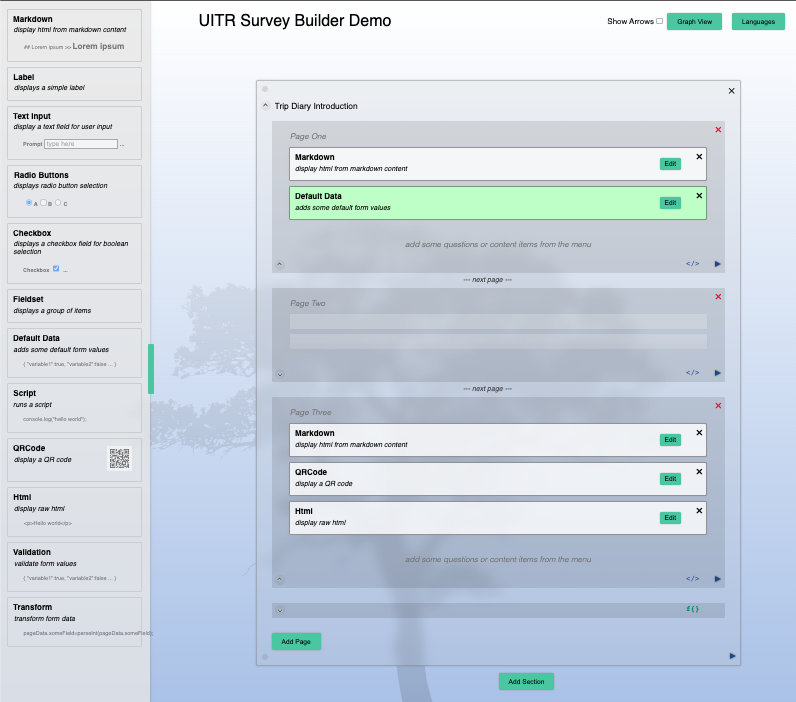 UITR Survey Builder Demo
Show Arrows
Graph View
Languages
Markdown
display html from markdown content
## Lorem ipsum >> Lorem ipsum
Label
displays a simple label
Text Input
display a text field for user input
Prompt type here ...
Radio Buttons
displays radio button selection
A B C
Checkbox
displays a checkbox field for boolean
selection
Checkbox ...
Fieldset
displays a group of items
Default Data
adds some default form values
{ "variable1":true, "variable2":false ... }
Script
runs a script
console.log("hello world");
QRCode
display a QR code
Html
display raw html
<p>Hello world</p>
Validation
validate form values
{ "variable1":true, "variable2":false ... }
Transform
transform form data
pageData.someField=parseInt(pageData.someField);
Trip Diary Introduction
Page One
Markdown
display html from markdown content
Edit
Default Data
adds some default form values
Edit
add some questions or content items from the menu
</>
--- next page ---
Page Two
</>
--- next page ---
Page Three
Markdown
display html from markdown content
Edit
QRCode
display a QR code
Edit
Html
display raw html
Edit
add some questions or content items from the menu
</>
f{}
Add Page
Add Section